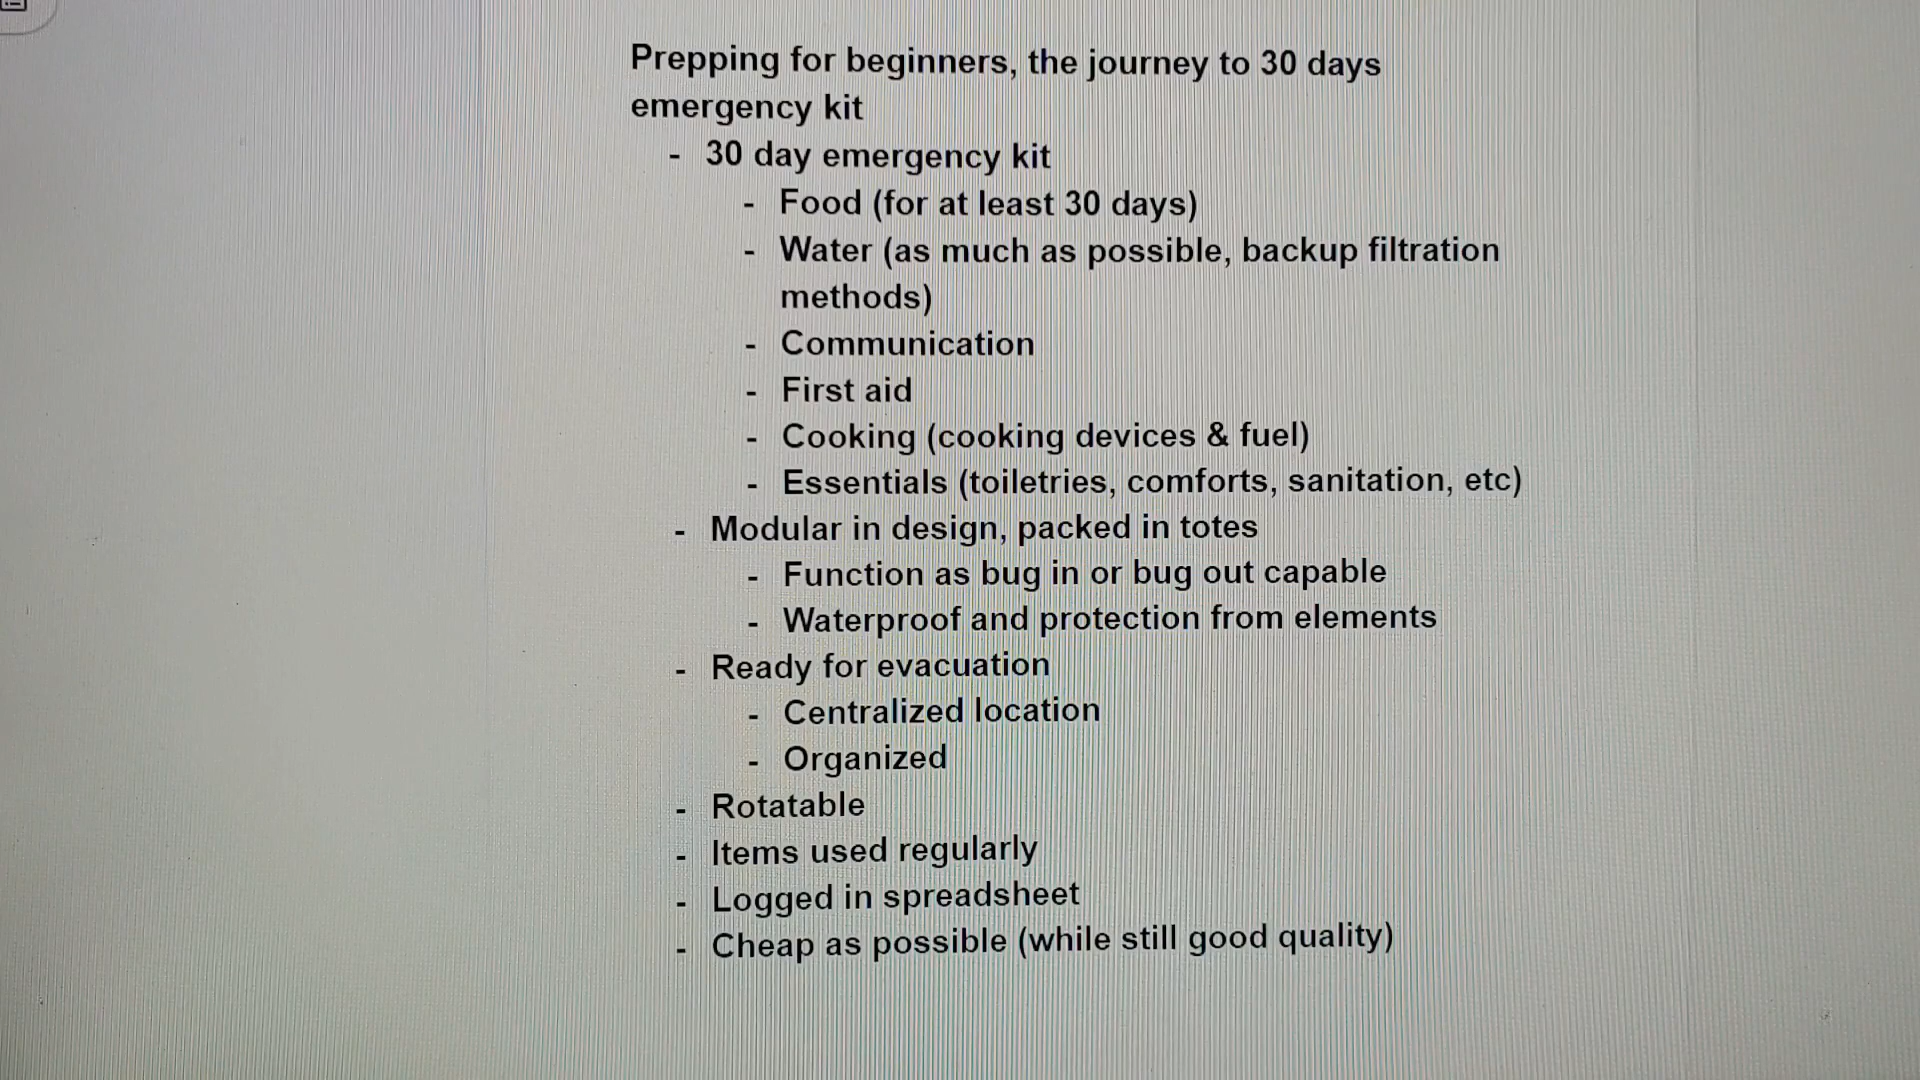 Prepping for beginners, the journey to 30 days
emergency kit
- 30 day emergency kit
- Food (for at least 30 days)
- Water (as much as possible, backup filtration
methods)
- Communication
- First aid
- Cooking (cooking devices & fuel)
- Essentials (toiletries, comforts, sanitation, etc)
- Modular in design, packed in totes
- Function as bug in or bug out capable
- Waterproof and protection from elements
- Ready for evacuation
- Centralized location
- Organized
- Rotatable
- Items used regularly
- Logged in spreadsheet
- Cheap as possible (while still good quality)